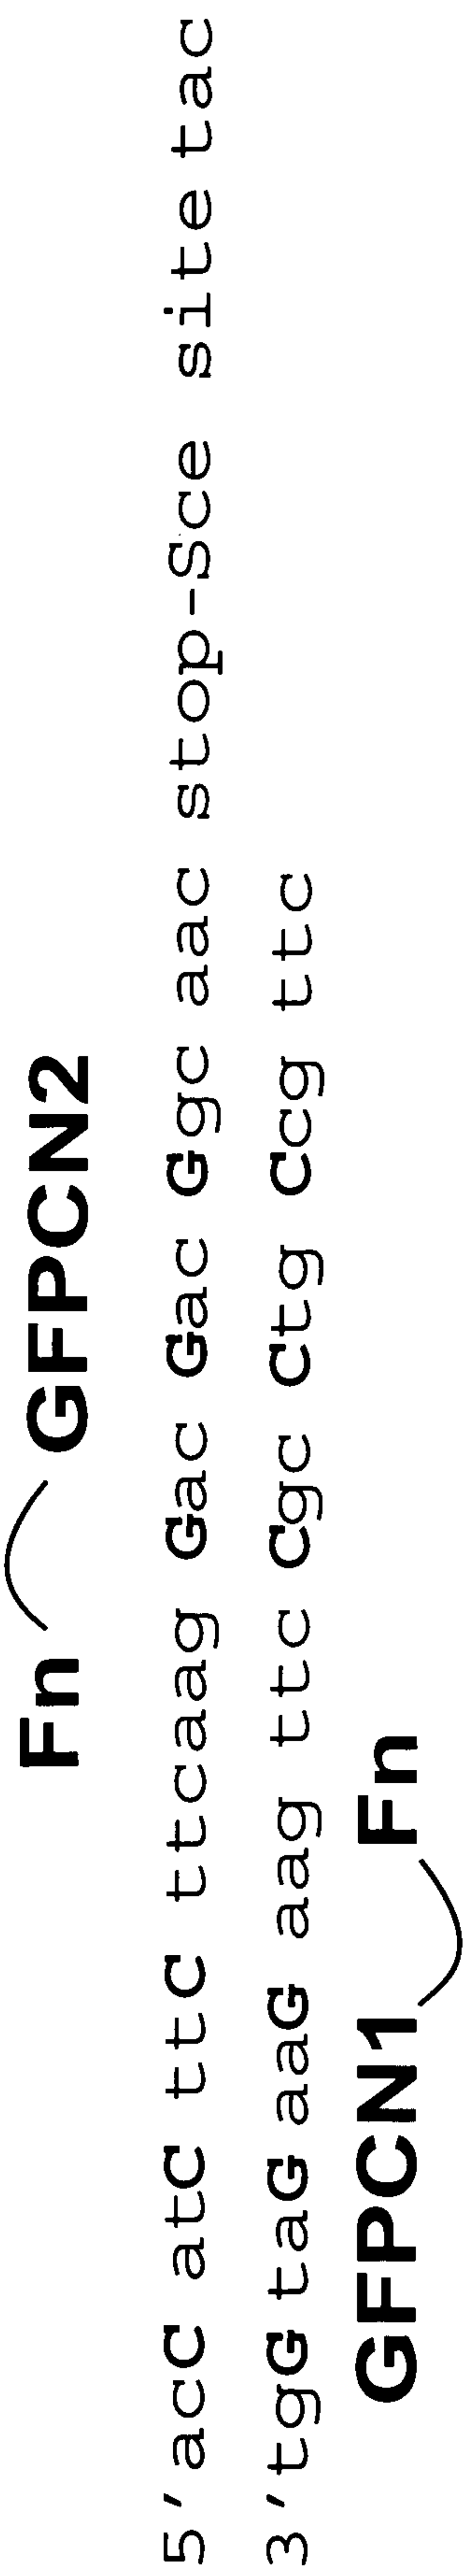 Fn GFPCN2
5'acC atC ttC ttcaag Gac Gac Ggc aac stop-Sce site tac
3'tgG taG aaG aag ttc Cgc Ctg Ccg ttc
GFPCN1 Fn